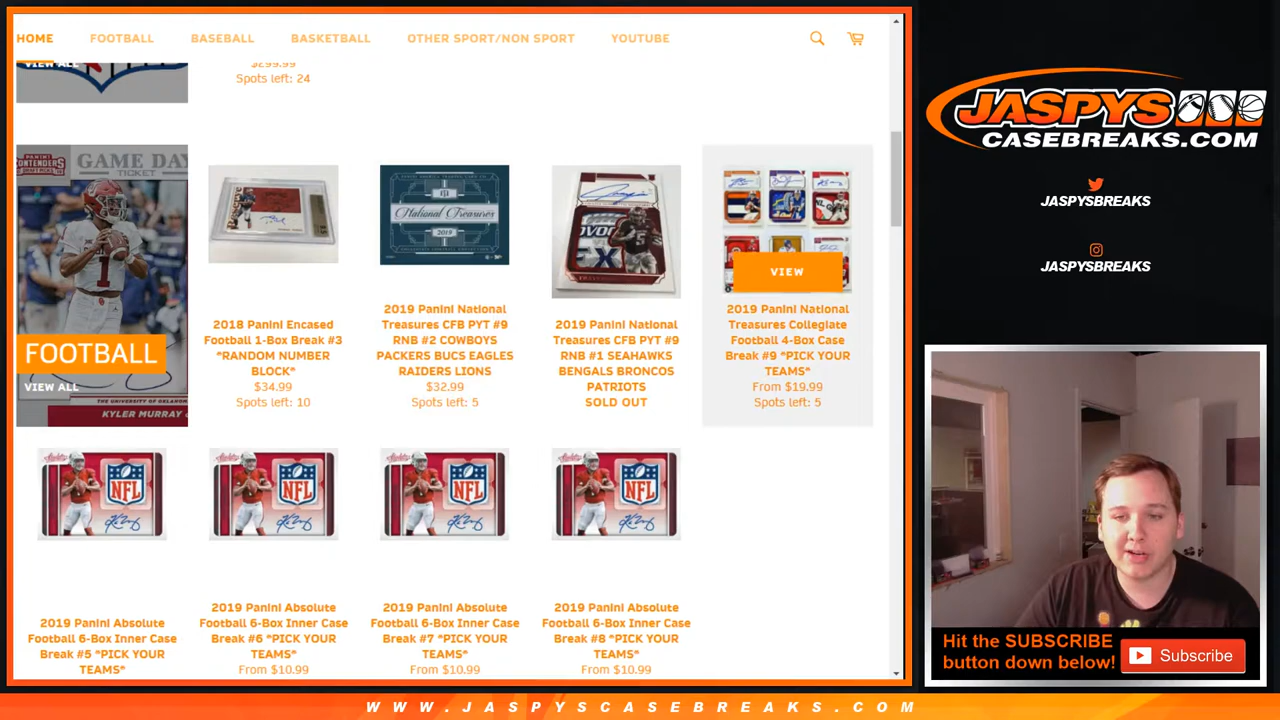 HOME FOOTBALL BASEBALL BASKETBALL OTHER SPORT/NON SPORT YOUTUBE
VIEW ALL
$299.99
Spots left: 24
PANINI
CONTENDERS
DRAFT PICKS
GAME DAY
TICKET
FOOTBALL
VIEW ALL
THE UNIVERSITY OF OKLAHOMA
KYLER MURRAY
2018 Panini Encased
Football 1-Box Break #3
*RANDOM NUMBER
BLOCK*
$34.99
Spots left: 10
National Treasures
2019 Panini National
Treasures CFB PYT #9
RNB #2 COWBOYS
PACKERS BUCS EAGLES
RAIDERS LIONS
$32.99
Spots left: 5
2019 Panini National
Treasures CFB PYT #9
RNB #1 SEAHAWKS
BENGALS BRONCOS
PATRIOTS
SOLD OUT
VIEW
2019 Panini National
Treasures Collegiate
Football 4-Box Case
Break #9 *PICK YOUR
TEAMS*
From $19.99
Spots left: 5
NFL
NFL
NFL
NFL
2019 Panini Absolute
Football 6-Box Inner Case
Break #5 *PICK YOUR
TEAMS*
2019 Panini Absolute
Football 6-Box Inner Case
Break #6 *PICK YOUR
TEAMS*
From $10.99
2019 Panini Absolute
Football 6-Box Inner Case
Break #7 *PICK YOUR
TEAMS*
From $10.99
2019 Panini Absolute
Football 6-Box Inner Case
Break #8 *PICK YOUR
TEAMS*
From $10.99
JASPYS
CASEBREAKS.COM
JASPYSBREAKS
JASPYSBREAKS
Hit the SUBSCRIBE
button down below!
Subscribe
WWW.JASPYSCASEBREAKS.COM